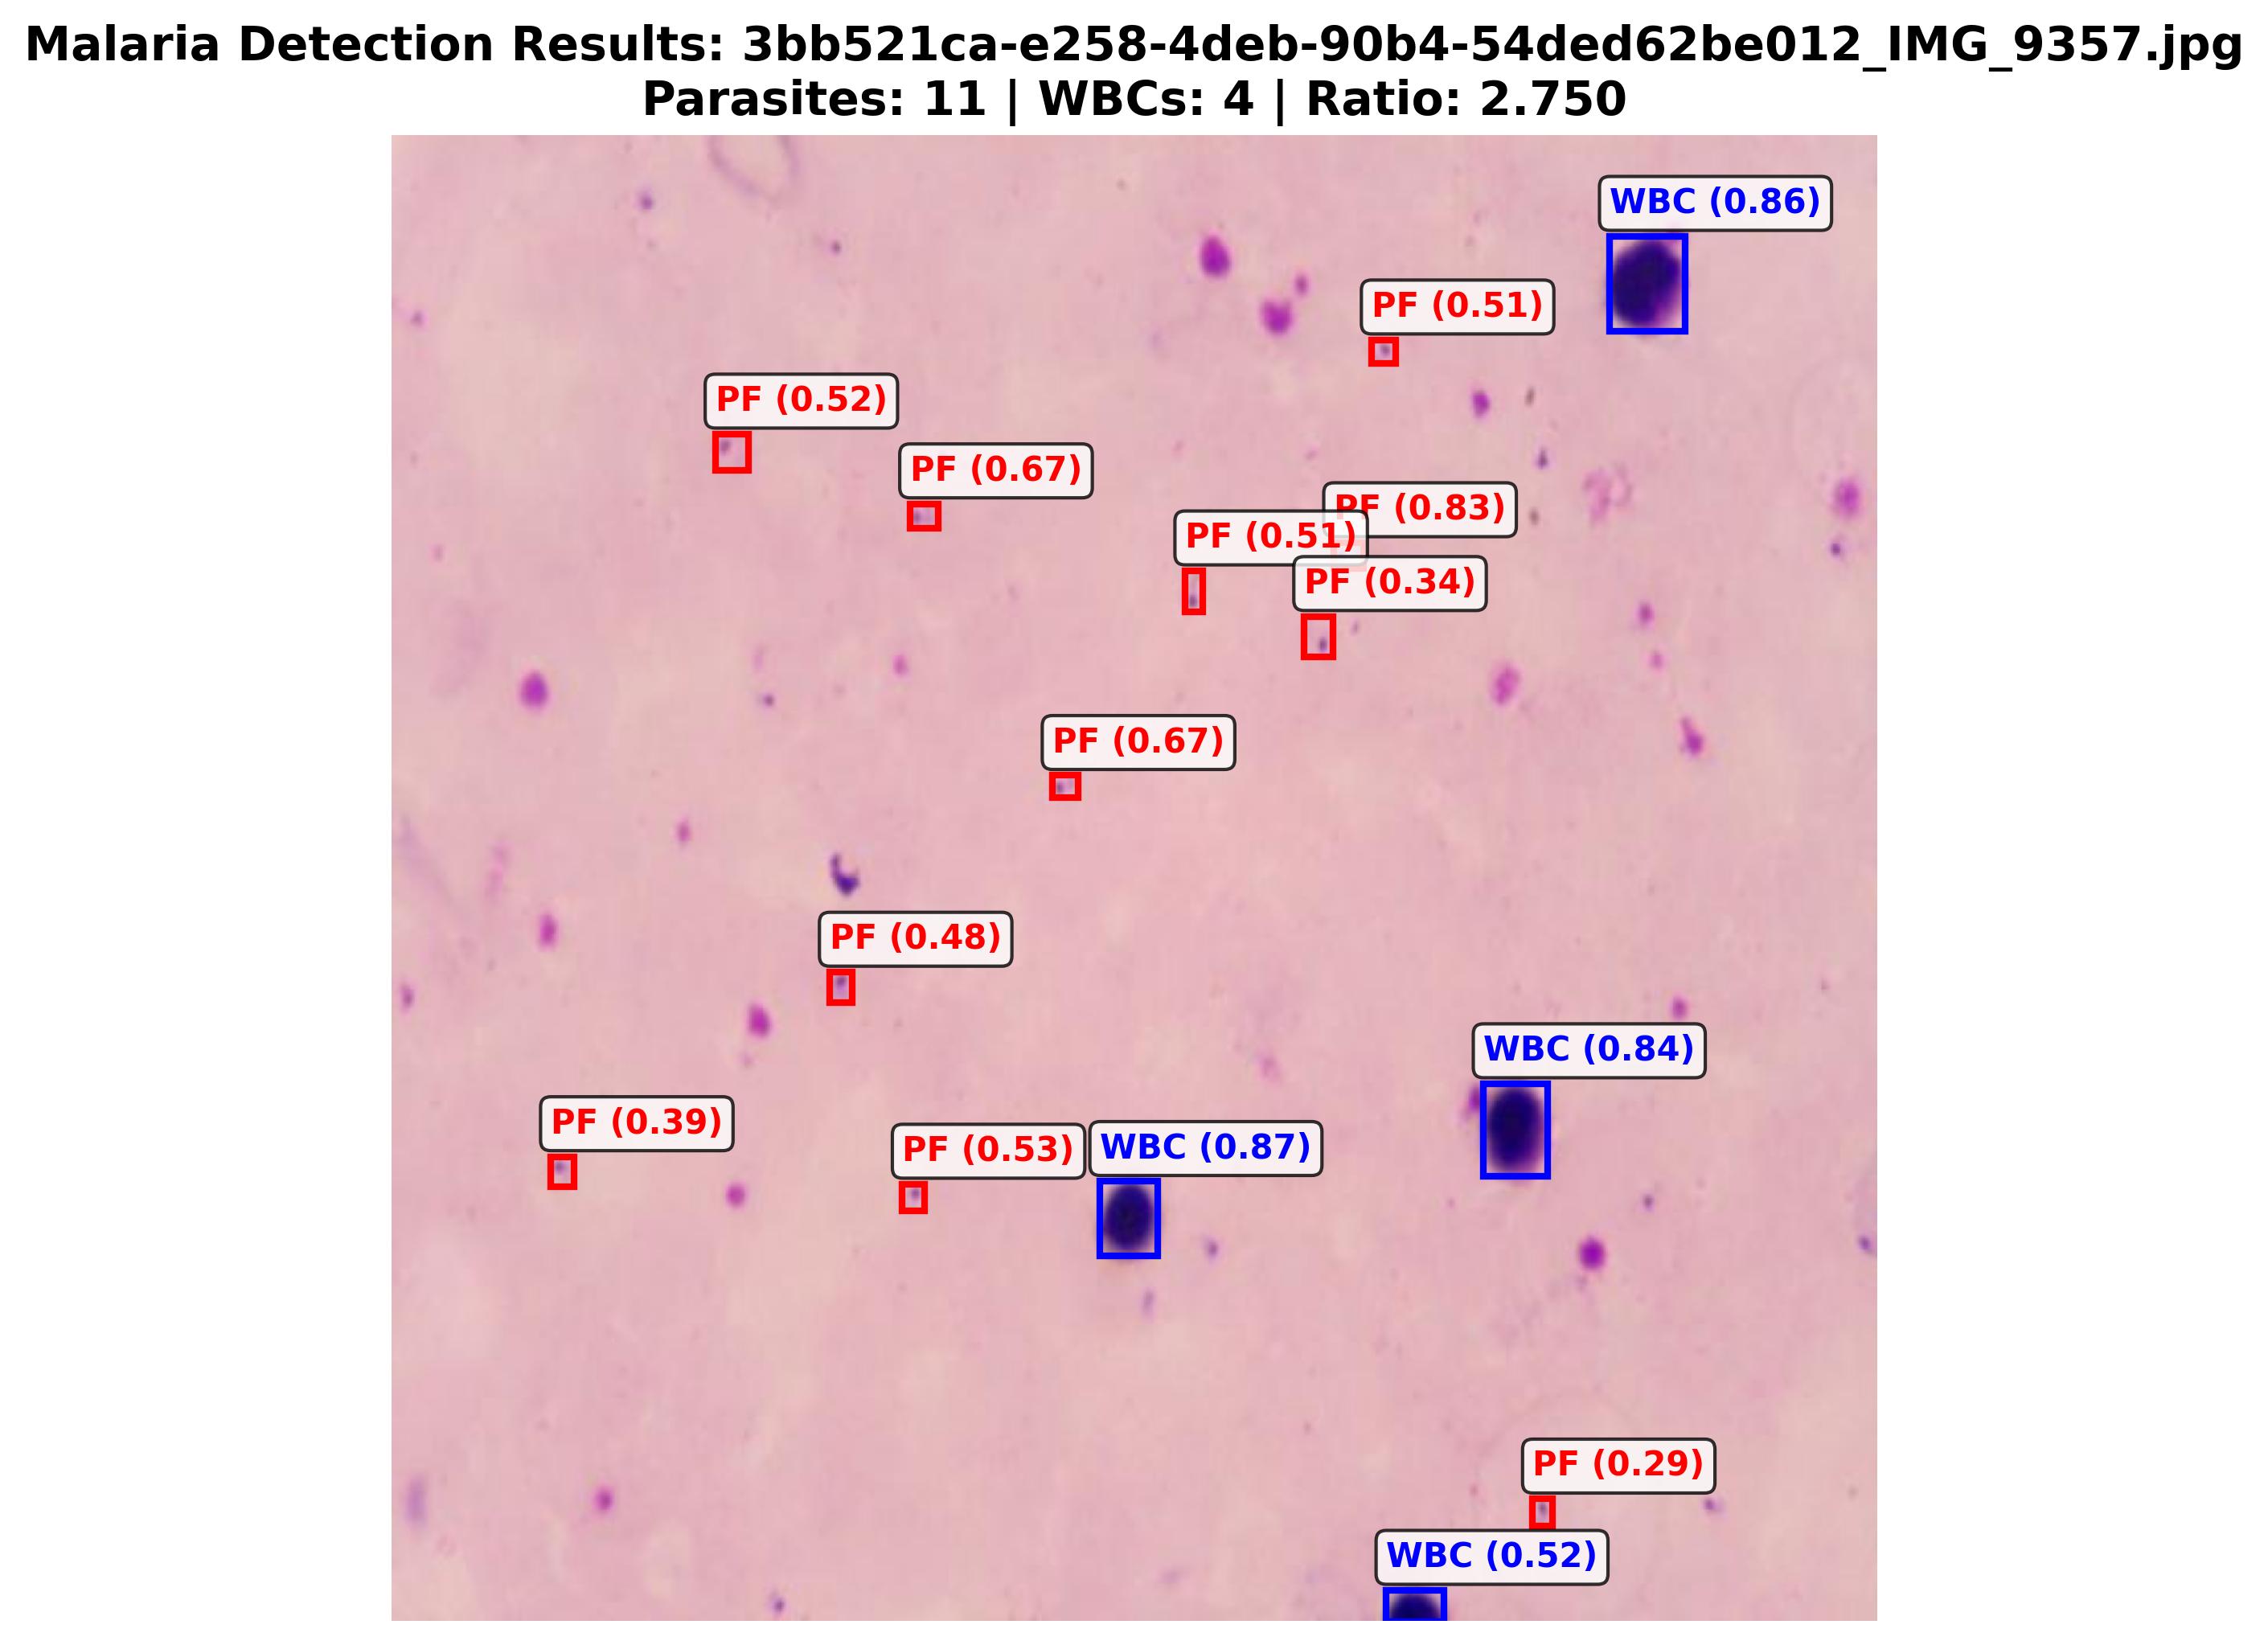 Malaria Detection Results: 3bb521ca-e258-4deb-90b4-54ded62be012_IMG_9357.jpg
Parasites: 11 | WBCs: 4 | Ratio: 2.750
WBC (0.86)
PF (0.51)
PF (0.52)
PF (0.67)
PF (0.83)
PF (0.51)
PF (0.34)
PF (0.67)
PF (0.48)
WBC (0.84)
PF (0.39)
PF (0.53)
WBC (0.87)
PF (0.29)
WBC (0.52)